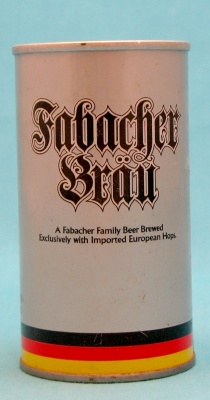 Fabacher
Bräu
A Fabacher Family Beer Brewed
Exclusively with Imported European Hops.